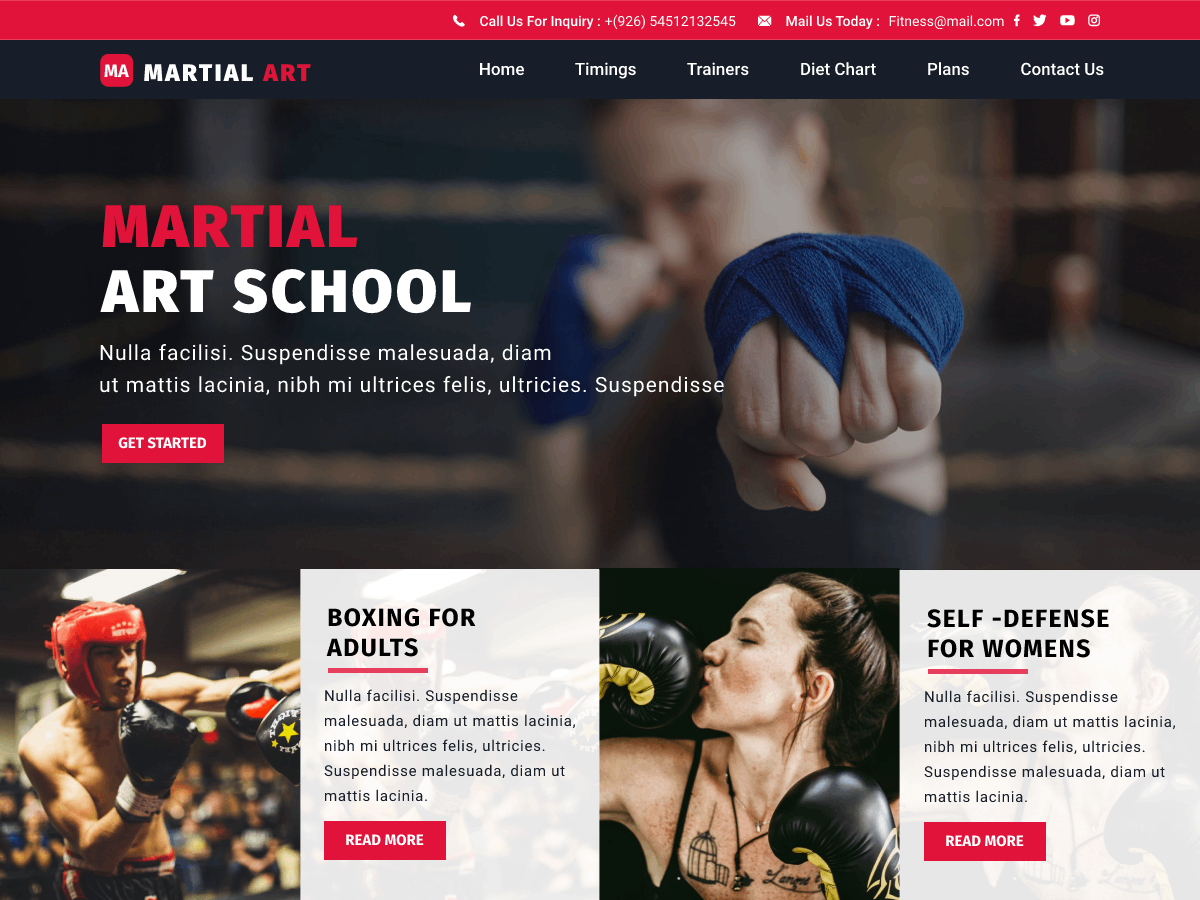 Call Us For Inquiry : +(926) 54512132545 Mail Us Today : Fitness@mail.com
MA MARTIAL ART Home Timings Trainers Diet Chart Plans Contact Us
MARTIAL
ART SCHOOL
Nulla facilisi. Suspendisse malesuada, diam
ut mattis lacinia, nibh mi ultrices felis, ultricies. Suspendisse
GET STARTED
BOXING FOR
ADULTS
Nulla facilisi. Suspendisse
malesuada, diam ut mattis lacinia,
nibh mi ultrices felis, ultricies.
Suspendisse malesuada, diam ut
mattis lacinia.
READ MORE
SELF -DEFENSE
FOR WOMENS
Nulla facilisi. Suspendisse
malesuada, diam ut mattis lacinia,
nibh mi ultrices felis, ultricies.
Suspendisse malesuada, diam ut
mattis lacinia.
READ MORE